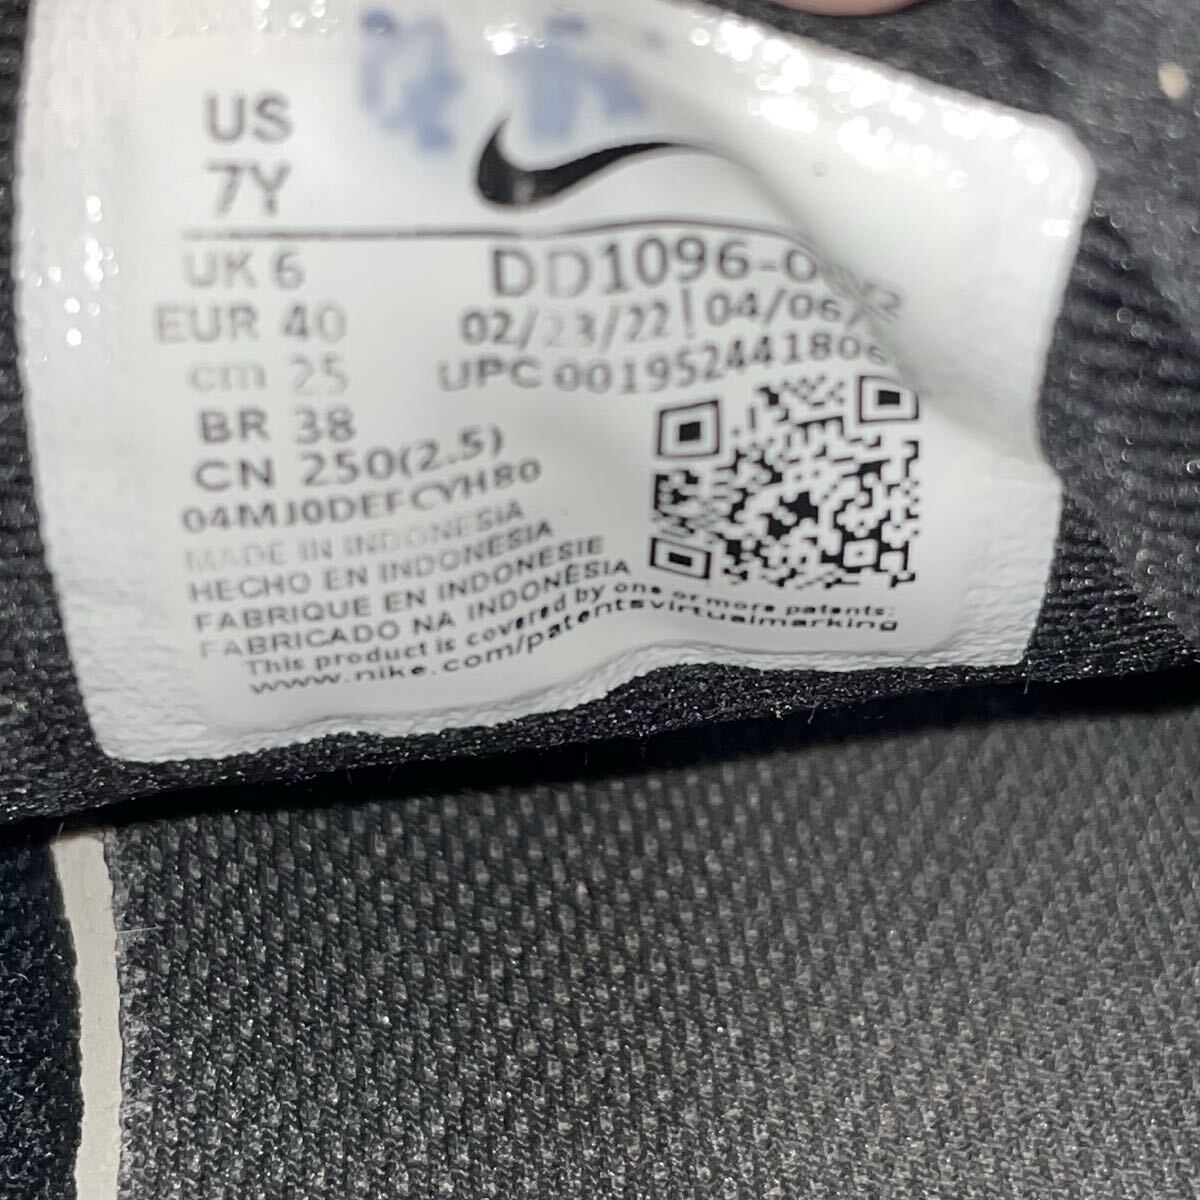 US
7Y
UK 6
EUR 40
cm 25
BR 38
CN 250(2.5)
04MJ0DEFCYH80
DD1096-0
02/23/22 | 04/06/
UPC 00195244180
MADE IN INDONESIA
HECHO EN INDONESIA
FABRIQUE EN INDONÉSIE
FABRICADO NA INDONÉSIA
This product is covered by one or more patents:
www.nike.com/patentsvirtualmarking